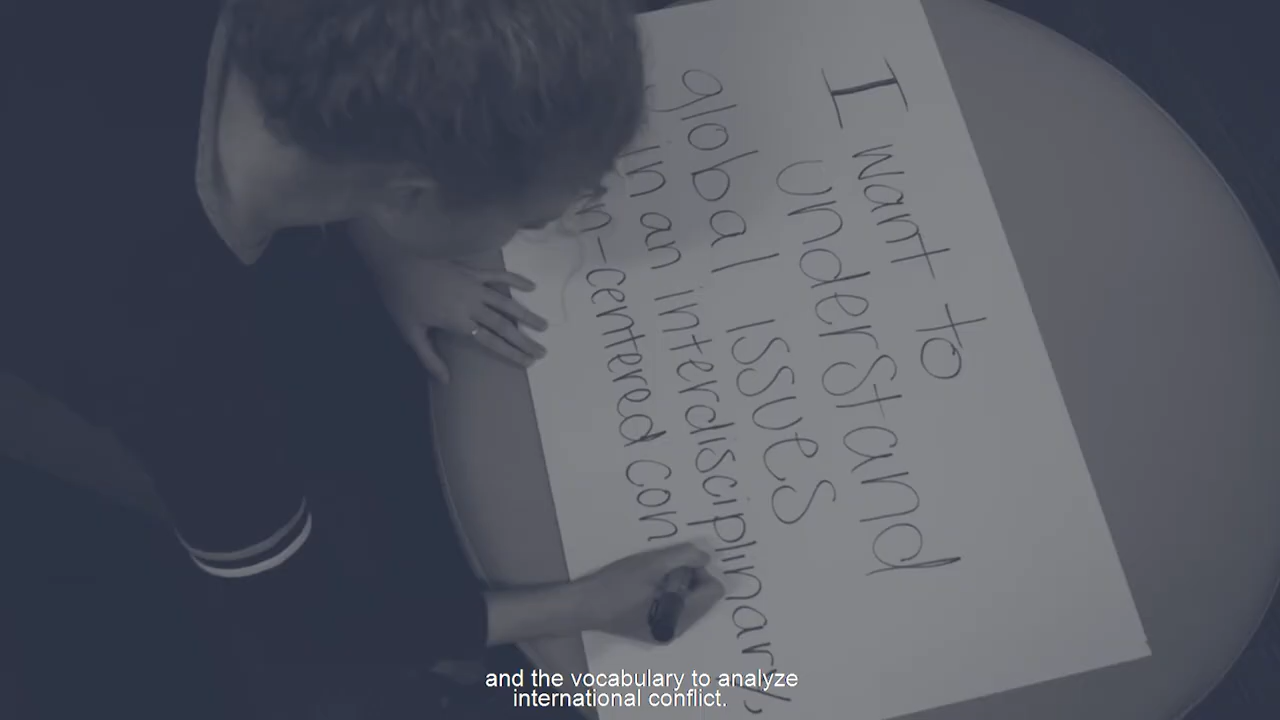 I want to
understand
global issues
in an interdisciplinary,
-centered con
and the vocabulary to analyze
international conflict.